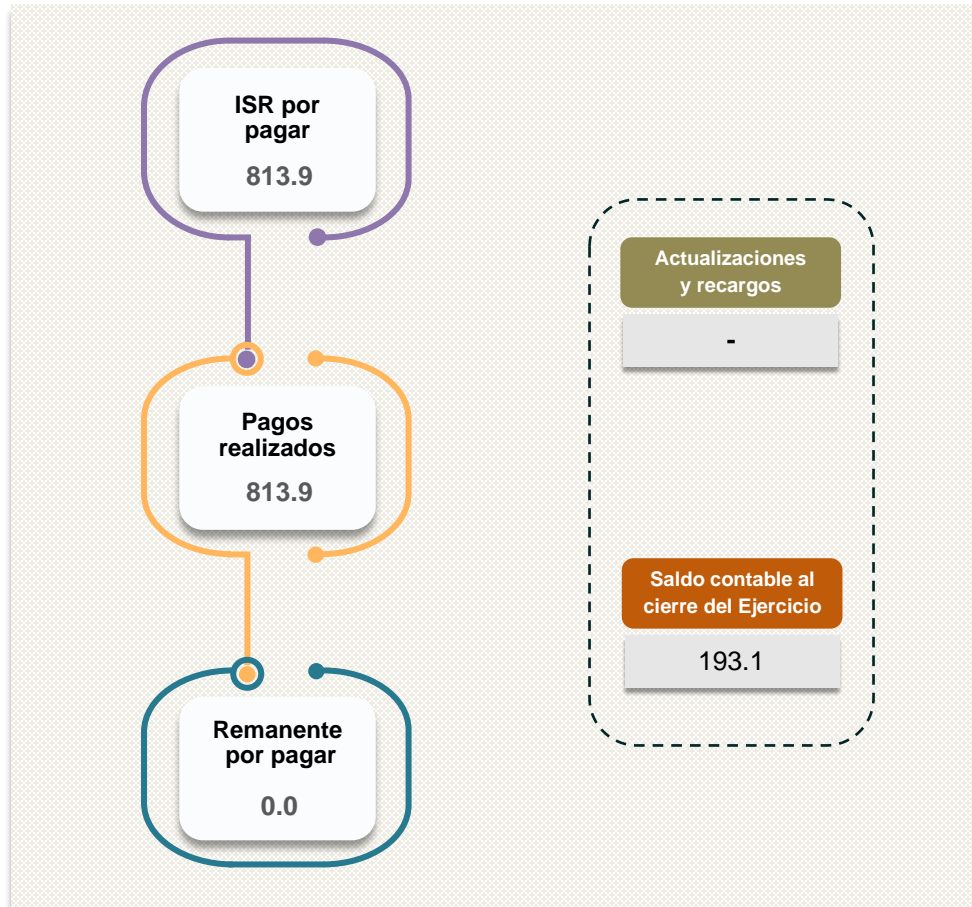 ISR por
pagar
813.9
Pagos
realizados
813.9
Remanente
por pagar
0.0
Actualizaciones
y recargos
-
Saldo contable al
cierre del Ejercicio
193.1